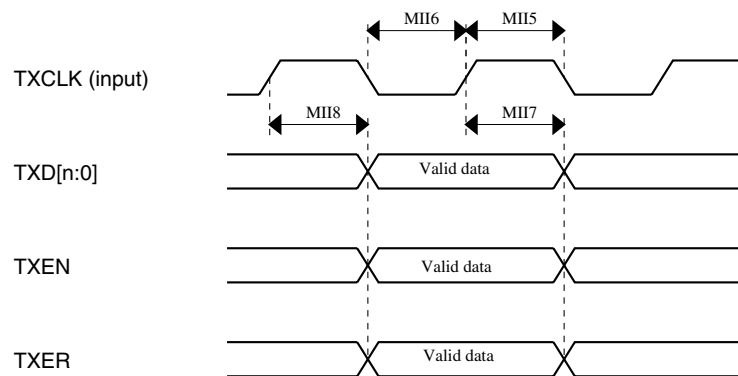 MII6 MII5
TXCLK (input)
MII8 MII7
TXD[n:0] Valid data
TXEN Valid data
TXER Valid data